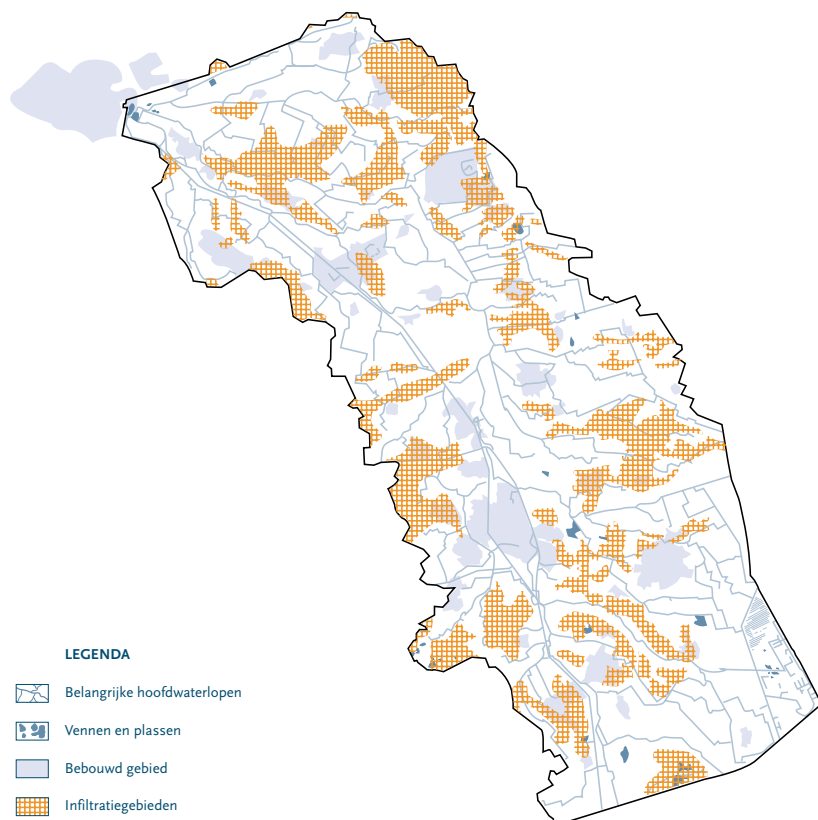 LEGENDA
Belangrijke hoofdwaterlopen
Vennen en plassen
Bebouwd gebied
Infiltratiegebieden